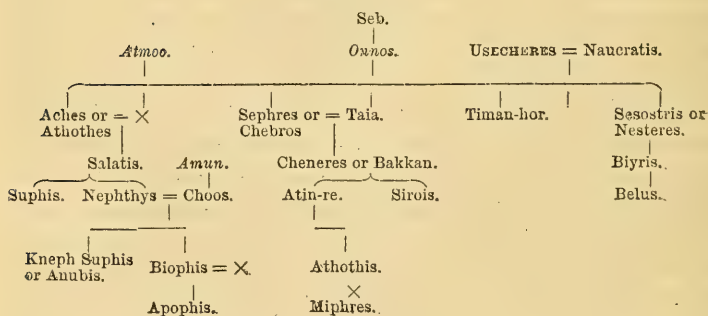 Seb.
Atmoo. Onnos. USECHERES = Naucratis.
Aches or = × Sephres or = Taia. Timan-hor. Sesostris or
Athothes Chebros Nesteres.
Salatis. Amun. Cheneres or Bakkan. Biyris.
Suphis. Nephthys = Choos. Atin-re. Sirois. Belus.
Kneph Suphis Biophis = ×. Athothis.
or Anubis.
×
Apophis. Miphres.